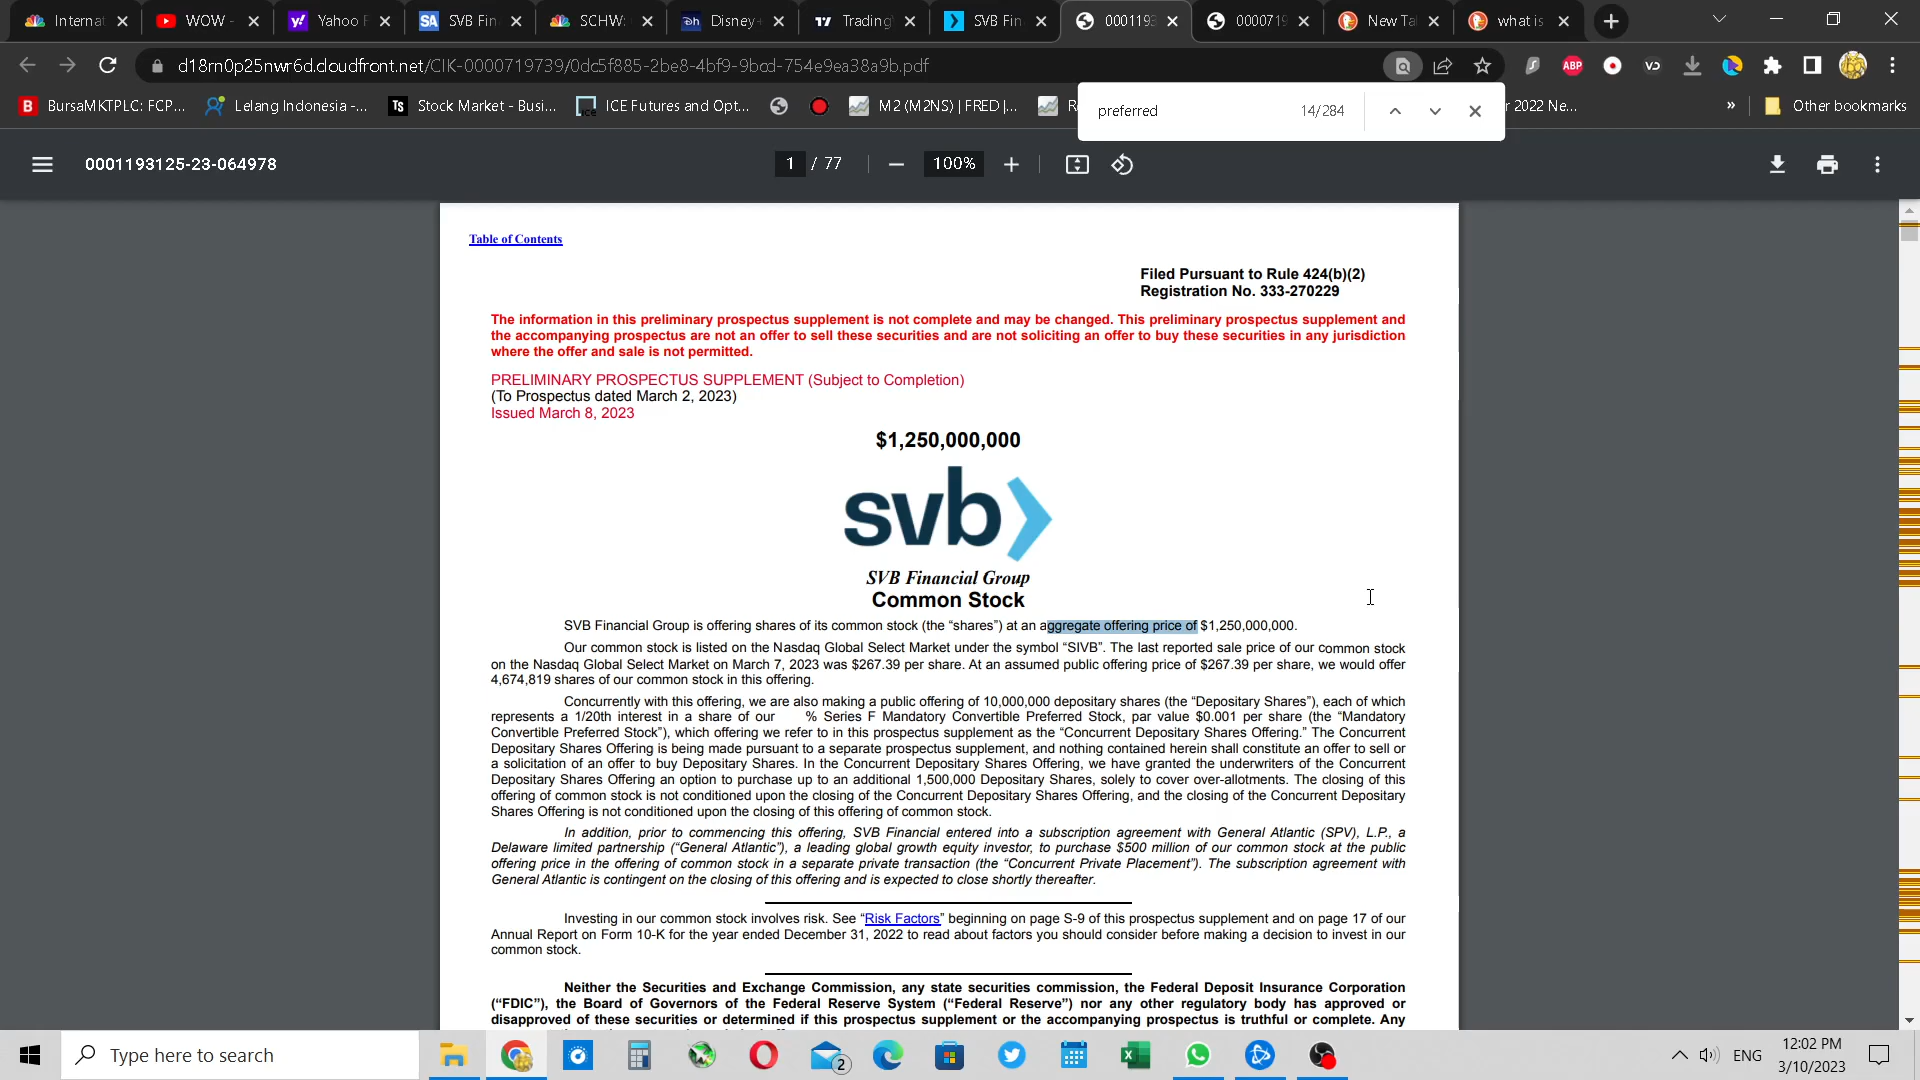 Internat
WOW -
Yahoo F
SVB Fin
SCHW:
Disney+
Trading
SVB Fin
0001193
0000719
New Ta
what is
d18rn0p25nwr6d.cloudfront.net/CIK-0000719739/0dc5f885-2be8-4bf9-9bcd-754e9ea38a9b.pdf
BursaMKTPLC: FCP...
Lelang Indonesia -...
Stock Market - Busi...
ICE Futures and Opt...
M2 (M2NS) | FRED |...
r 2022 Ne...
»
Other bookmarks
preferred
14/284
0001193125-23-064978
1 / 77
100%
Table of Contents
Filed Pursuant to Rule 424(b)(2)
Registration No. 333-270229
The information in this preliminary prospectus supplement is not complete and may be changed. This preliminary prospectus supplement and
the accompanying prospectus are not an offer to sell these securities and are not soliciting an offer to buy these securities in any jurisdiction
where the offer and sale is not permitted.
PRELIMINARY PROSPECTUS SUPPLEMENT (Subject to Completion)
(To Prospectus dated March 2, 2023)
Issued March 8, 2023
$1,250,000,000
svb
SVB Financial Group
Common Stock
SVB Financial Group is offering shares of its common stock (the “shares”) at an aggregate offering price of $1,250,000,000.
Our common stock is listed on the Nasdaq Global Select Market under the symbol “SIVB”. The last reported sale price of our common stock
on the Nasdaq Global Select Market on March 7, 2023 was $267.39 per share. At an assumed public offering price of $267.39 per share, we would offer
4,674,819 shares of our common stock in this offering.
Concurrently with this offering, we are also making a public offering of 10,000,000 depositary shares (the “Depositary Shares”), each of which
represents a 1/20th interest in a share of our % Series F Mandatory Convertible Preferred Stock, par value $0.001 per share (the “Mandatory
Convertible Preferred Stock”), which offering we refer to in this prospectus supplement as the “Concurrent Depositary Shares Offering.” The Concurrent
Depositary Shares Offering is being made pursuant to a separate prospectus supplement, and nothing contained herein shall constitute an offer to sell or
a solicitation of an offer to buy Depositary Shares. In the Concurrent Depositary Shares Offering, we have granted the underwriters of the Concurrent
Depositary Shares Offering an option to purchase up to an additional 1,500,000 Depositary Shares, solely to cover over-allotments. The closing of this
offering of common stock is not conditioned upon the closing of the Concurrent Depositary Shares Offering, and the closing of the Concurrent Depositary
Shares Offering is not conditioned upon the closing of this offering of common stock.
In addition, prior to commencing this offering, SVB Financial entered into a subscription agreement with General Atlantic (SPV), L.P., a
Delaware limited partnership (“General Atlantic”), a leading global growth equity investor, to purchase $500 million of our common stock at the public
offering price in the offering of common stock in a separate private transaction (the “Concurrent Private Placement”). The subscription agreement with
General Atlantic is contingent on the closing of this offering and is expected to close shortly thereafter.
Investing in our common stock involves risk. See “Risk Factors” beginning on page S-9 of this prospectus supplement and on page 17 of our
Annual Report on Form 10-K for the year ended December 31, 2022 to read about factors you should consider before making a decision to invest in our
common stock.
Neither the Securities and Exchange Commission, any state securities commission, the Federal Deposit Insurance Corporation
(“FDIC”), the Board of Governors of the Federal Reserve System (“Federal Reserve”) nor any other regulatory body has approved or
disapproved of these securities or determined if this prospectus supplement or the accompanying prospectus is truthful or complete. Any
Type here to search
2
ENG
12:02 PM
3/10/2023